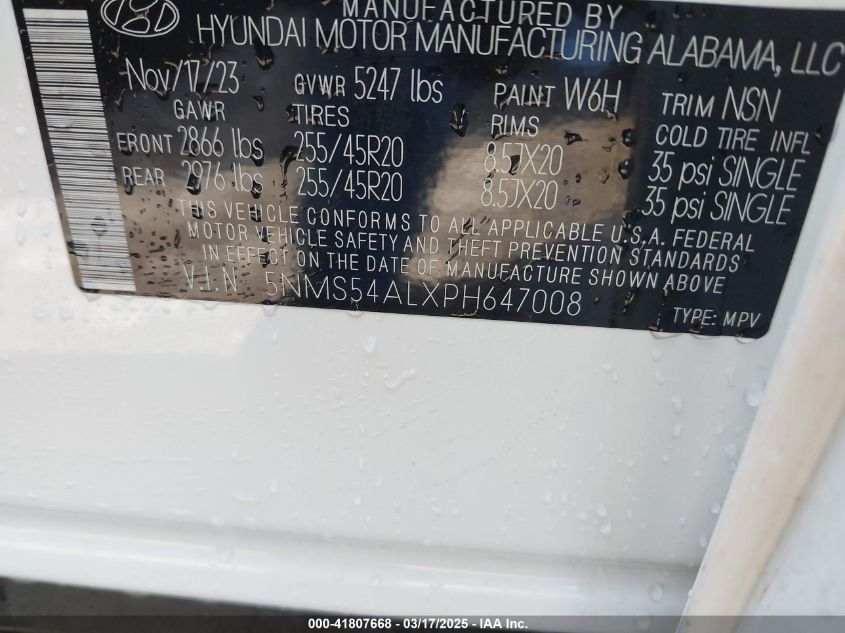 MANUFACTURED BY
HYUNDAI MOTOR MANUFACTURING ALABAMA, LLC
Nov/17/23 GVWR 5247 lbs PAINT W6H TRIM NSN
GAWR TIRES RIMS COLD TIRE INFL
FRONT 2866 lbs 255/45R20 8.5JX20 35 psi SINGLE
REAR 2976 lbs 255/45R20 8.5JX20 35 psi SINGLE
THIS VEHICLE CONFORMS TO ALL APPLICABLE U.S.A. FEDERAL
MOTOR VEHICLE SAFETY AND THEFT PREVENTION STANDARDS
IN EFFECT ON THE DATE OF MANUFACTURE SHOWN ABOVE
V.I.N 5NMS54ALXPH647008
TYPE: MPV
000-41807668 - 03/17/2025 - IAA Inc.